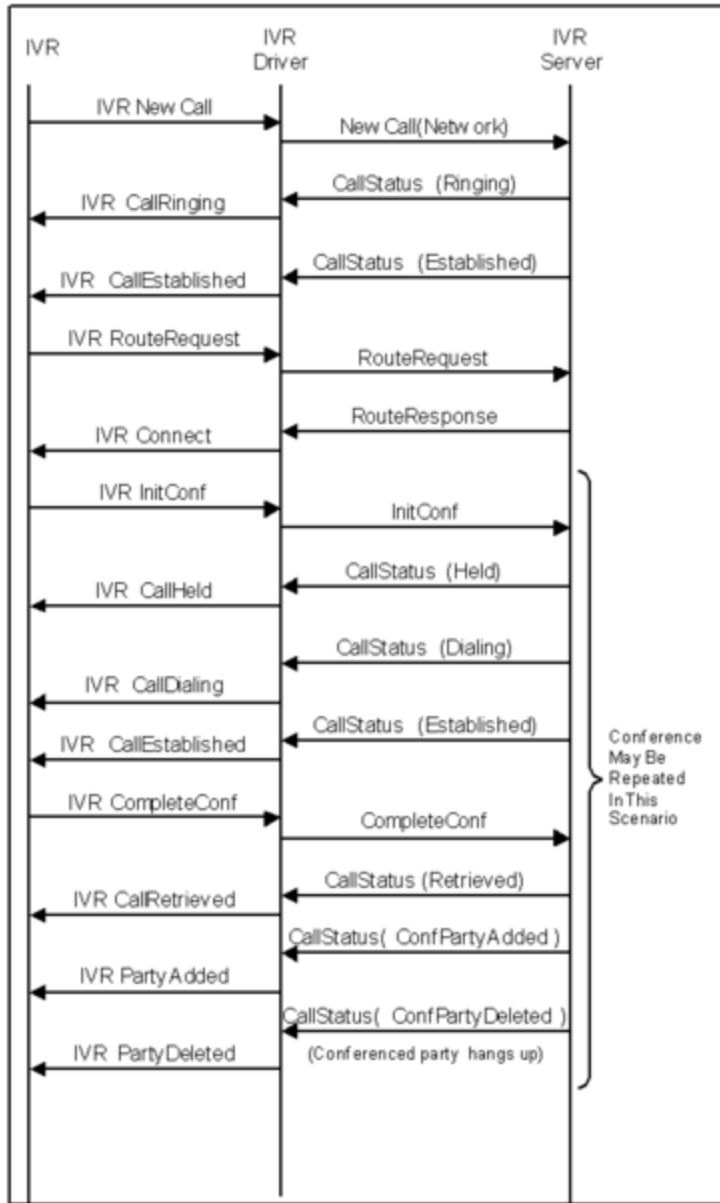 IVR
IVR
Driver
IVR
Server
IVR New Call
New Call(Netw ork)
CallStatus (Ringing)
IVR CallRinging
CallStatus (Established)
IVR CallEstablished
IVR RouteRequest
RouteRequest
RouteResponse
IVR Connect
IVR InitConf
InitConf
CallStatus (Held)
IVR CallHeld
CallStatus (Dialing)
IVR CallDialing
CallStatus (Established)
IVR CallEstablished
Conference
May Be
Repeated
In This
Scenario
IVR CompleteConf
CompleteConf
CallStatus (Retrieved)
IVR CallRetrieved
CallStatus( ConfPartyAdded )
IVR PartyAdded
CallStatus( ConfPartyDeleted )
(Conferenced party hangs up)
IVR PartyDeleted